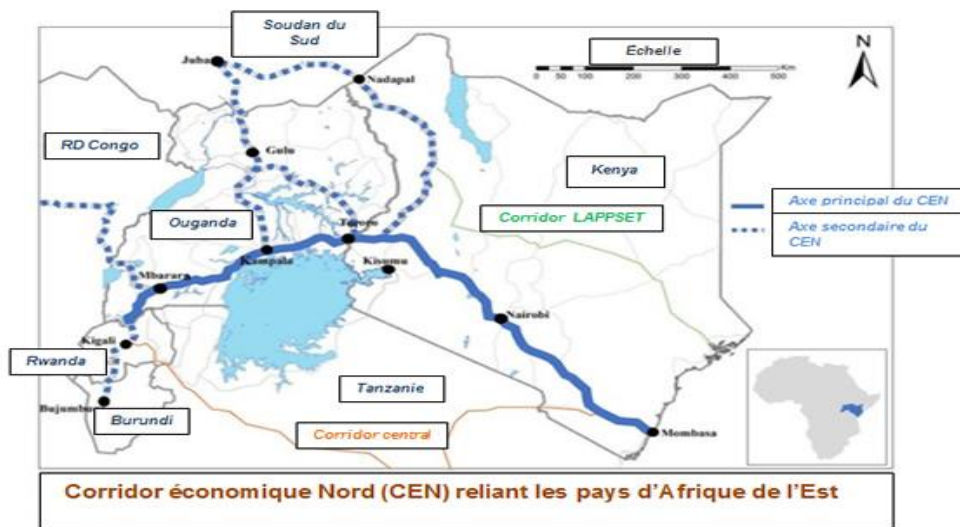 Soudan du
Sud
Echelle
N
Juba
Nadapal
0 50 100 200 300 400 500 Km
RD Congo
Gulu
Kenya
Ouganda
Corridor LAPPSET
Axe principal du CEN
Axe secondaire du
CEN
Tororo
Kampala
Kisumu
Mbarara
Nairobi
Kigali
Rwanda
Tanzanie
Bujumbu
Burundi
Corridor central
Mombasa
Corridor économique Nord (CEN) reliant les pays d'Afrique de l'Est